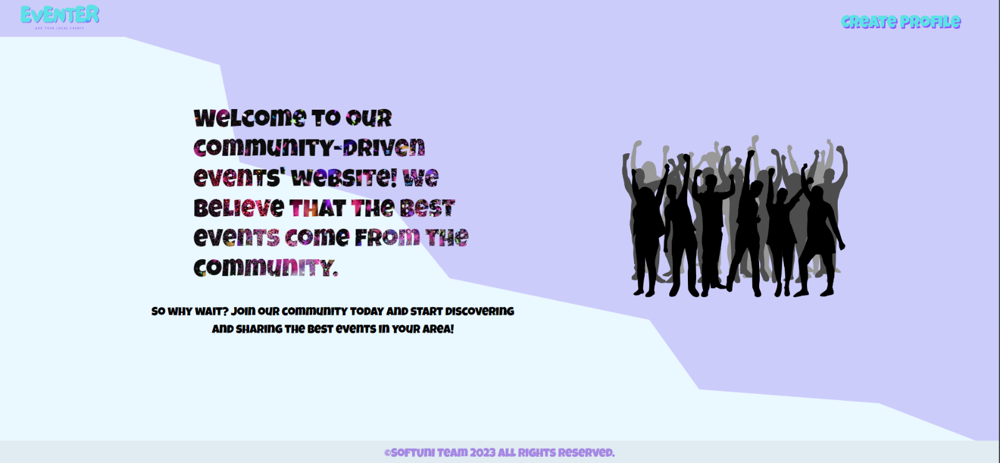 EVENTER
ADD YOUR LOCAL EVENTS
CREATE PROFILE
WELCOME TO OUR
COMMUNITY-DRIVEN
EVENTS' WEBSITE! WE
BELIEVE THAT THE BEST
EVENTS COME FROM THE
COMMUNITY.
SO WHY WAIT? JOIN OUR COMMUNITY TODAY AND START DISCOVERING
AND SHARING THE BEST EVENTS IN YOUR AREA!
©SOFTUNI TEAM 2023 ALL RIGHTS RESERVED.